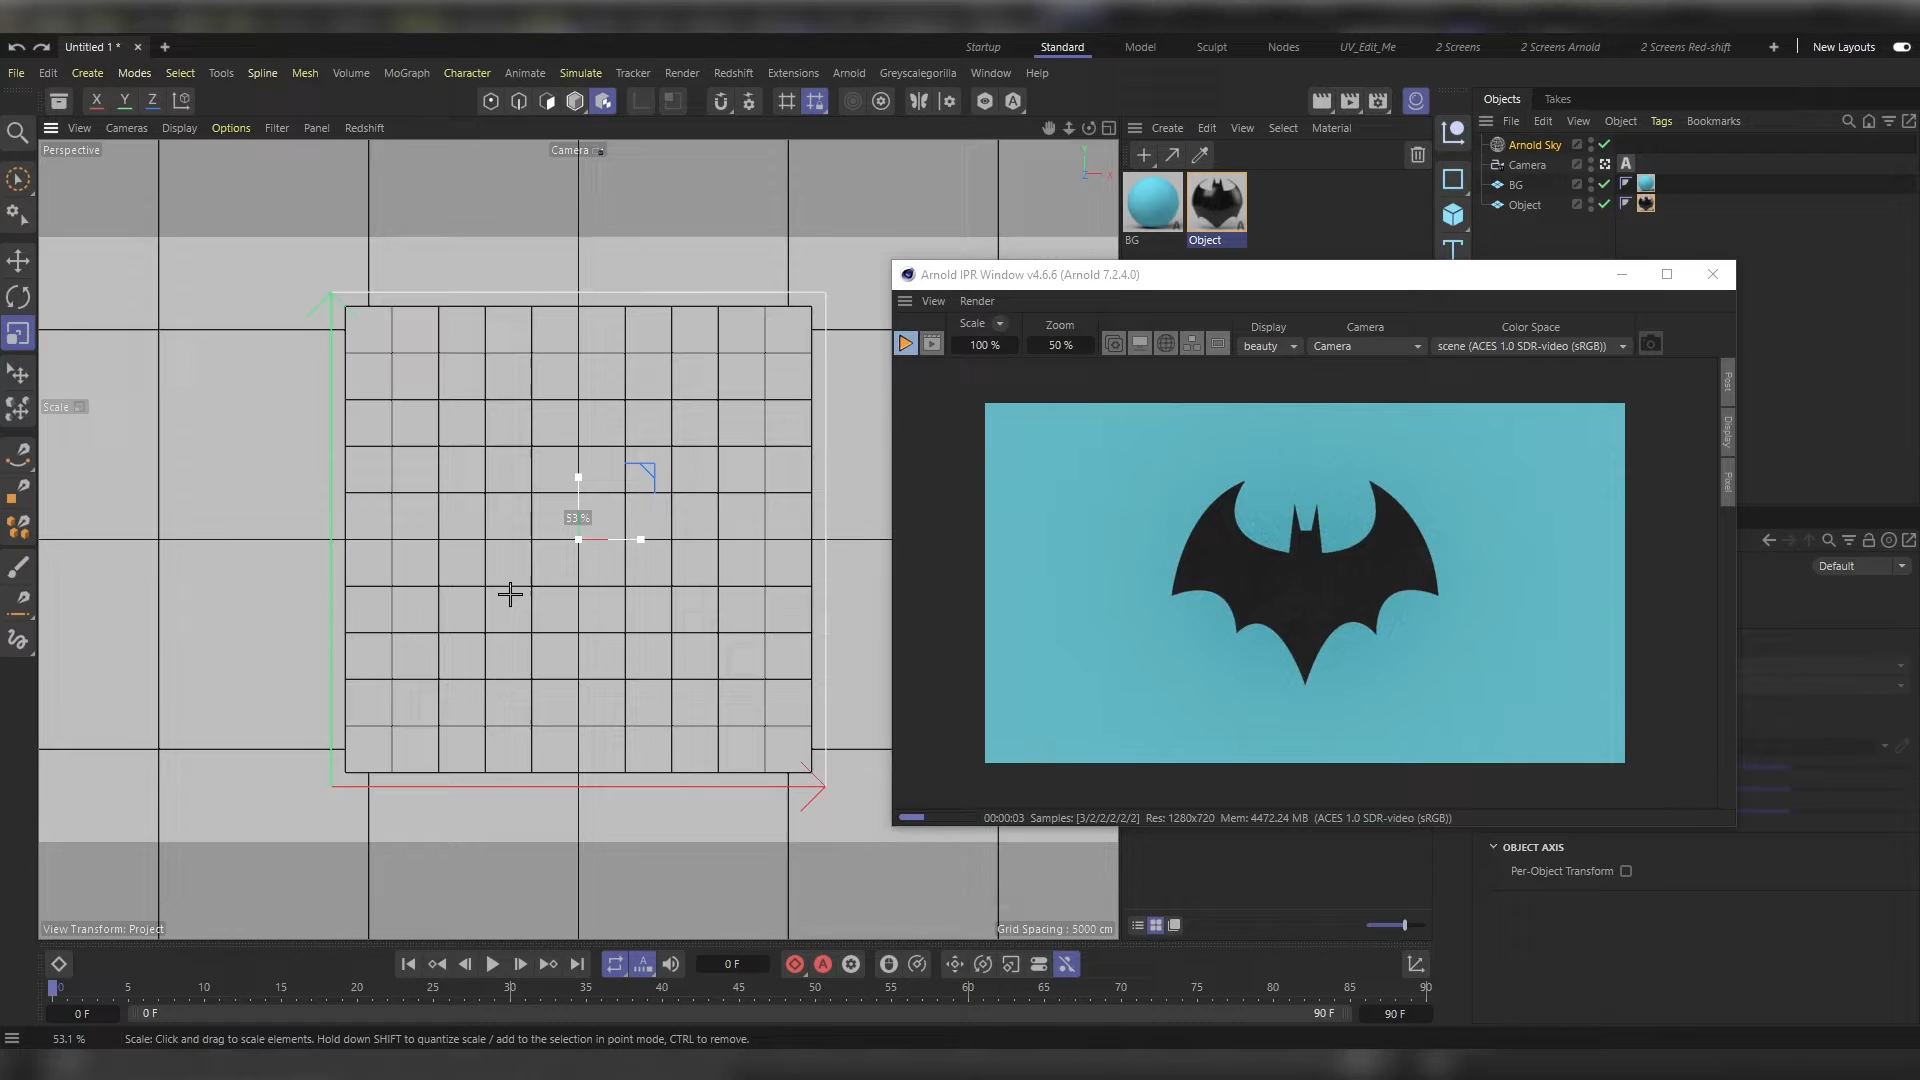 Untitled 1 *
Startup Standard Model Sculpt Nodes UV_Edit_Me 2 Screens 2 Screens Arnold 2 Screens Red-shift New Layouts
File Edit Create Modes Select Tools Spline Mesh Volume MoGraph Character Animate Simulate Tracker Render Redshift Extensions Arnold Greyscalegorilla Window Help
X Y Z
Objects Takes
View Cameras Display Options Filter Panel Redshift
Create Edit View Select Material
File Edit View Object Tags Bookmarks
Perspective
Camera
Y
Z X
Arnold Sky
Camera
BG
Object
BG
Object
Arnold IPR Window v4.6.6 (Arnold 7.2.4.0)
View Render
Scale
100 %
Zoom
50 %
Display
beauty
Camera
Camera
Color Space
scene (ACES 1.0 SDR-video (sRGB))
Post
Display
Pixel
Scale
53 %
Default
00:00:03 Samples: [3/2/2/2/2/2] Res: 1280x720 Mem: 4472.24 MB (ACES 1.0 SDR-video (sRGB))
OBJECT AXIS
Per-Object Transform
View Transform: Project
Grid Spacing : 5000 cm
0 F
0 5 10 15 20 25 30 35 40 45 50 55 60 65 70 75 80 85 90
0 F 0 F 90 F 90 F
53.1 % Scale: Click and drag to scale elements. Hold down SHIFT to quantize scale / add to the selection in point mode, CTRL to remove.